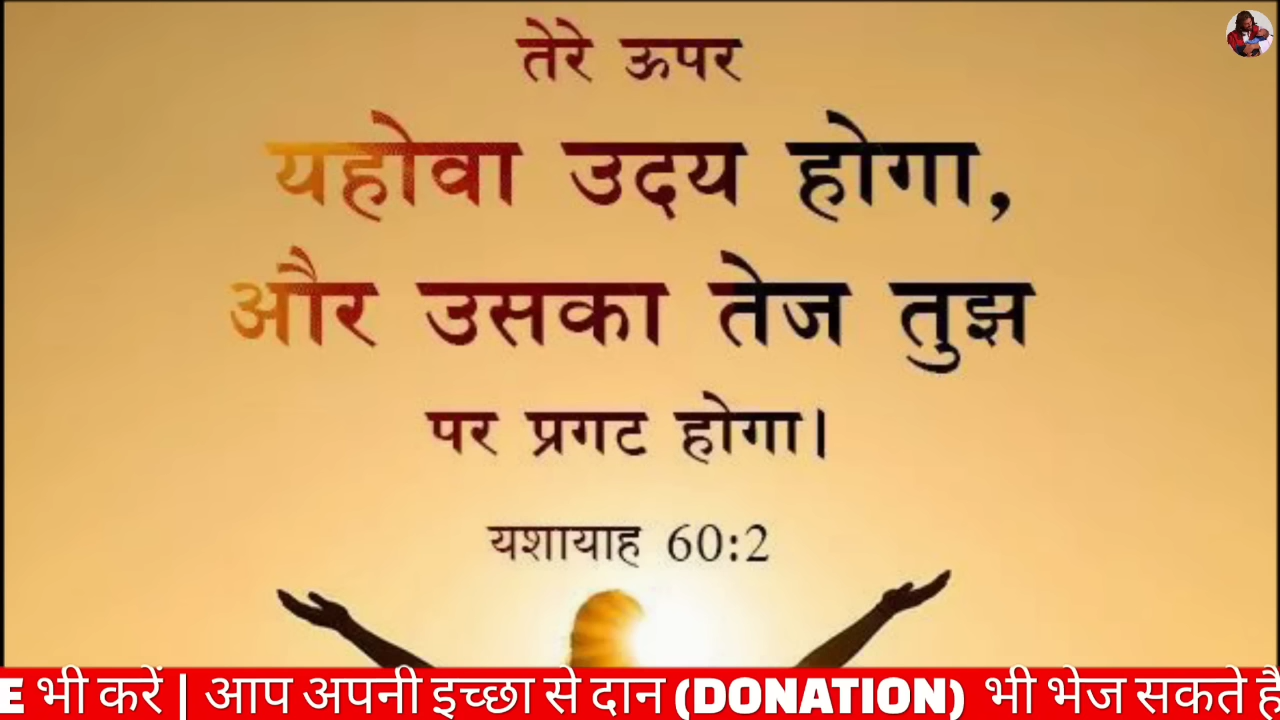 तेरे ऊपर
यहोवा उदय होगा,
और उसका तेज तुझ
पर प्रगट होगा।
यशायाह 60:2
E भी करें | आप अपनी इच्छा से दान (DONATION) भी भेज सकते है